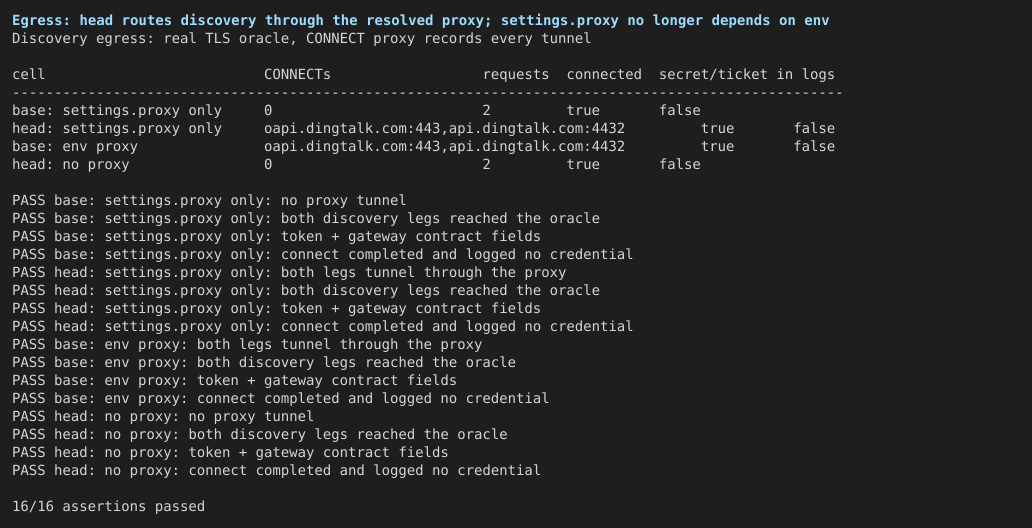 Egress: head routes discovery through the resolved proxy; settings.proxy no longer depends on env
Discovery egress: real TLS oracle, CONNECT proxy records every tunnel
cell CONNECTs requests connected secret/ticket in logs
----------------------------------------------------------------------------------------------------
base: settings.proxy only 0 2 true false
head: settings.proxy only oapi.dingtalk.com:443,api.dingtalk.com:4432 true false
base: env proxy oapi.dingtalk.com:443,api.dingtalk.com:4432 true false
head: no proxy 0 2 true false
PASS base: settings.proxy only: no proxy tunnel
PASS base: settings.proxy only: both discovery legs reached the oracle
PASS base: settings.proxy only: token + gateway contract fields
PASS base: settings.proxy only: connect completed and logged no credential
PASS head: settings.proxy only: both legs tunnel through the proxy
PASS head: settings.proxy only: both discovery legs reached the oracle
PASS head: settings.proxy only: token + gateway contract fields
PASS head: settings.proxy only: connect completed and logged no credential
PASS base: env proxy: both legs tunnel through the proxy
PASS base: env proxy: both discovery legs reached the oracle
PASS base: env proxy: token + gateway contract fields
PASS base: env proxy: connect completed and logged no credential
PASS head: no proxy: no proxy tunnel
PASS head: no proxy: both discovery legs reached the oracle
PASS head: no proxy: token + gateway contract fields
PASS head: no proxy: connect completed and logged no credential
16/16 assertions passed